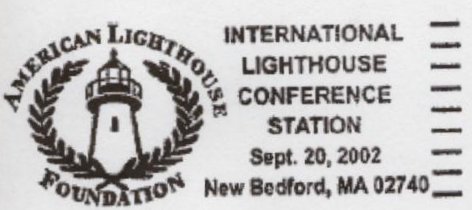 AMERICAN LIGHTHOUSE
FOUNDATION
INTERNATIONAL
LIGHTHOUSE
CONFERENCE
STATION
Sept. 20, 2002
New Bedford, MA 02740